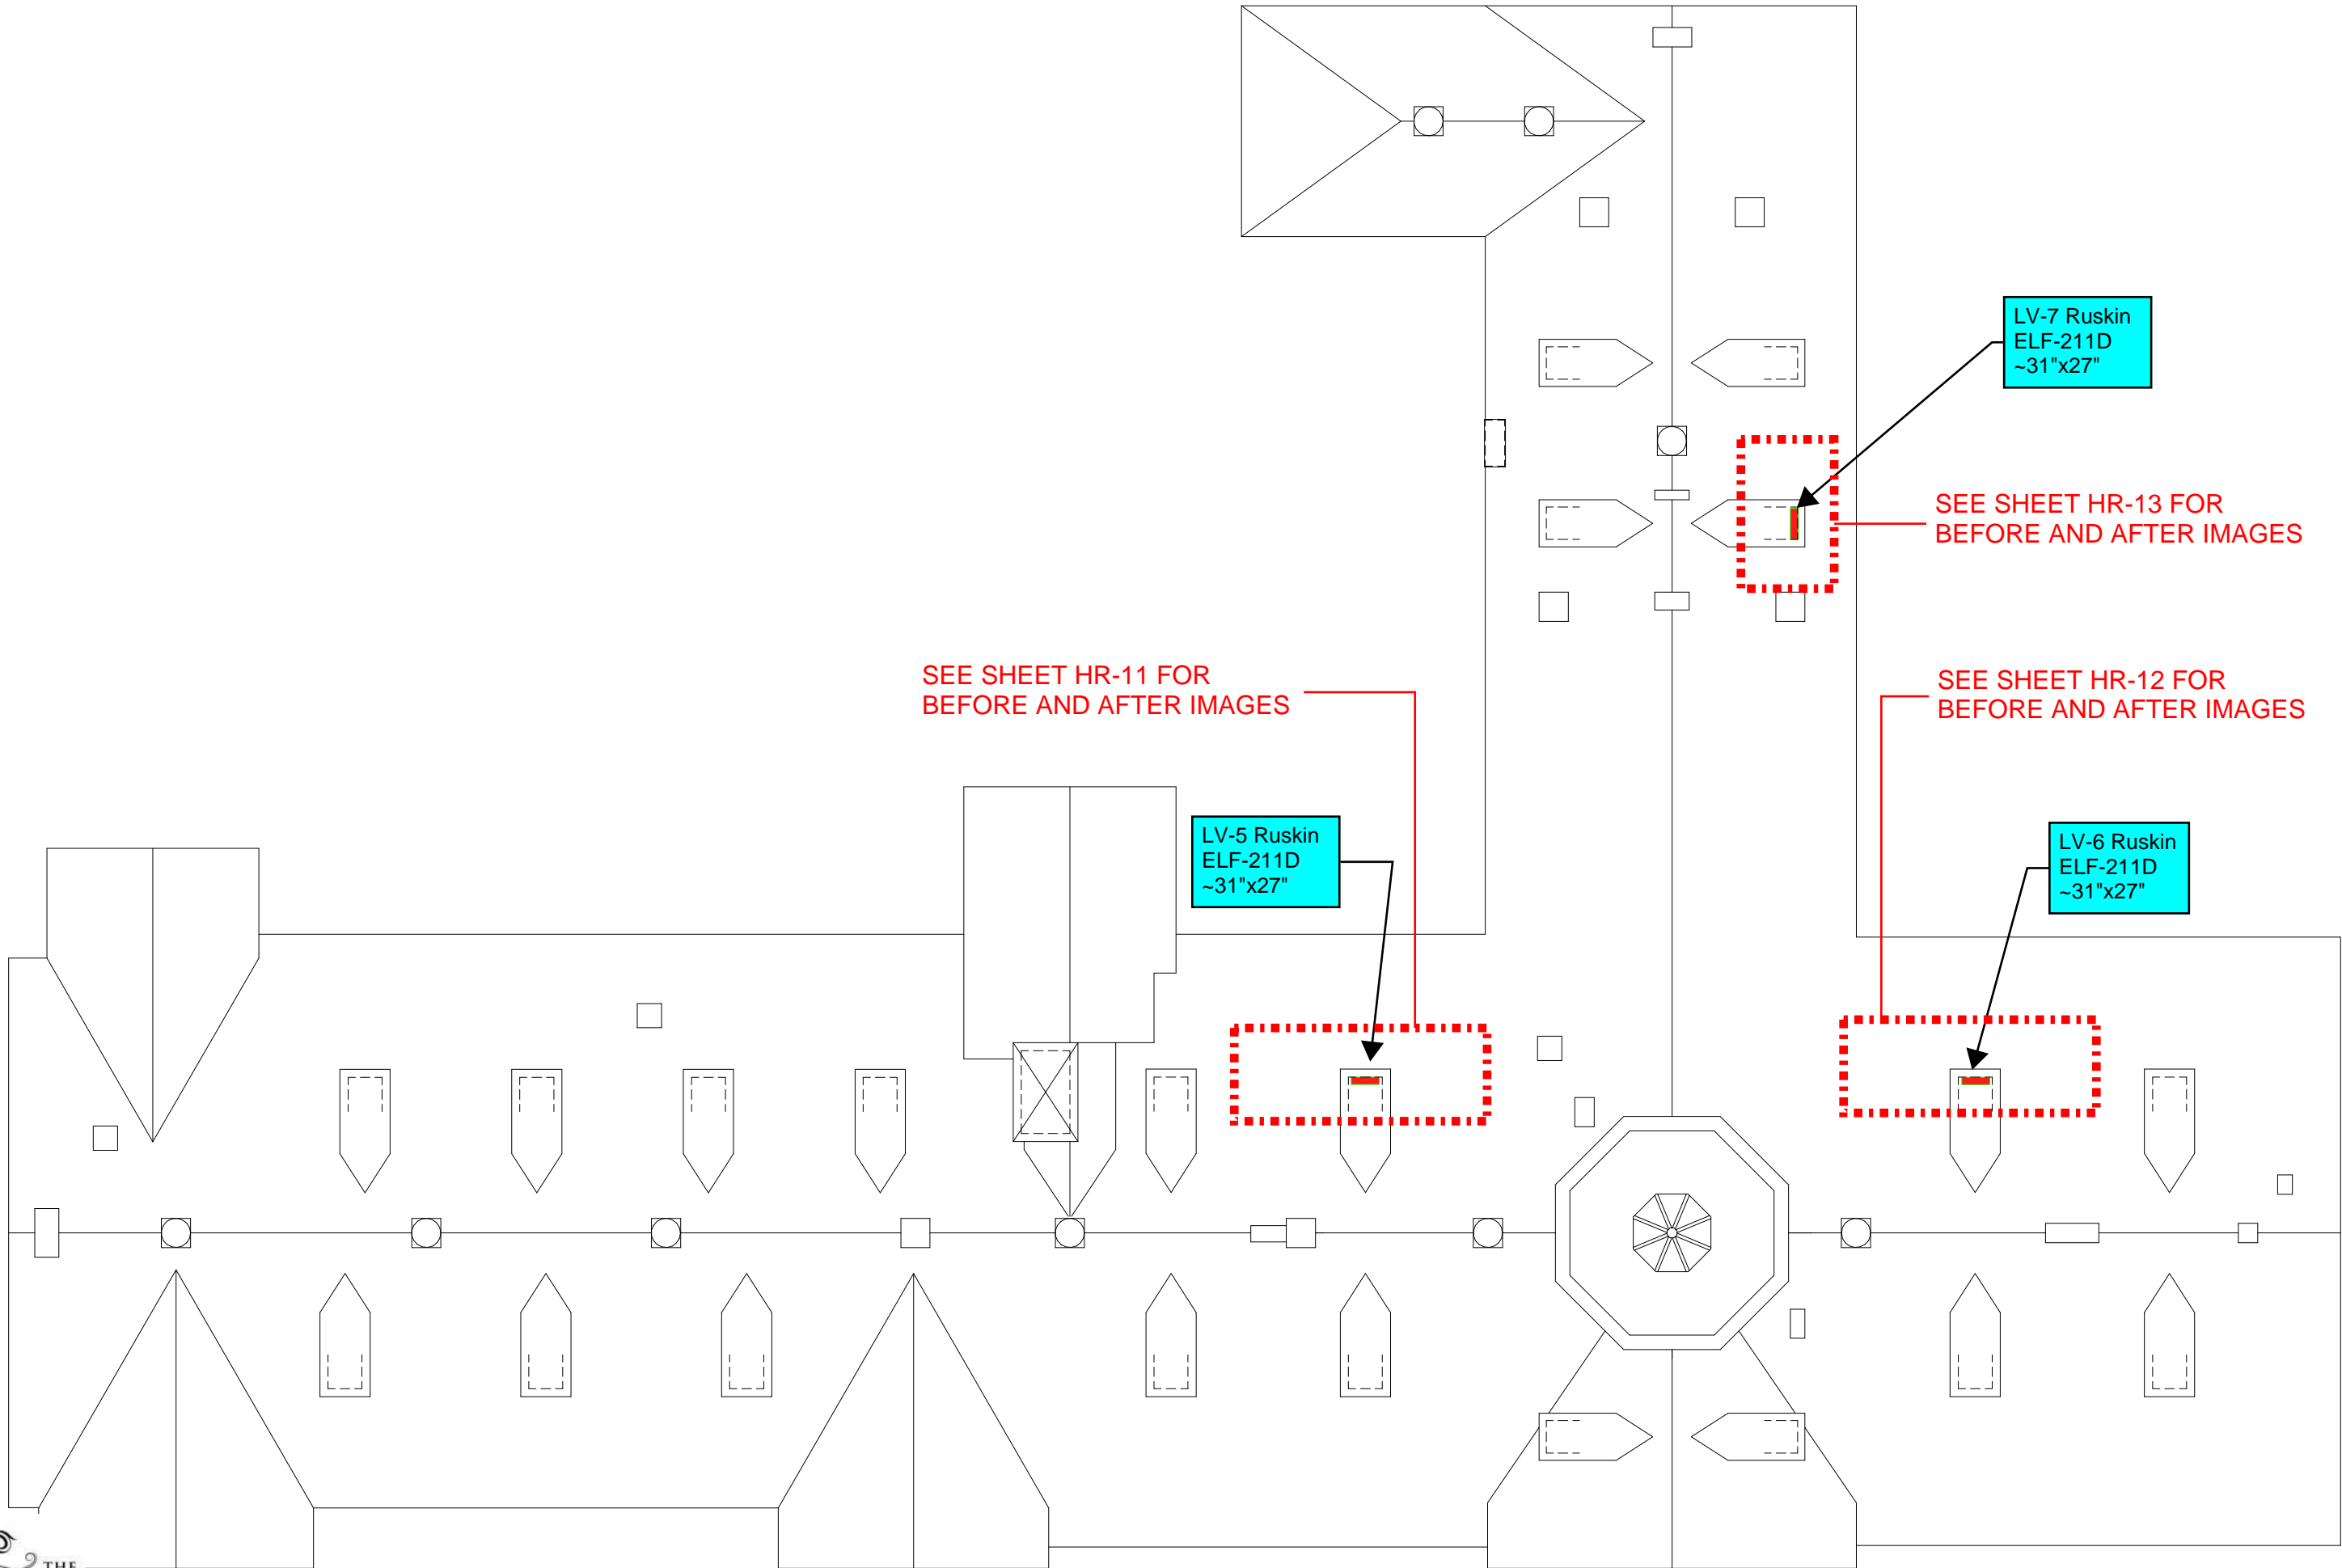 LV-7 Ruskin
ELF-211D
~31"x27"
SEE SHEET HR-13 FOR
BEFORE AND AFTER IMAGES
SEE SHEET HR-11 FOR
BEFORE AND AFTER IMAGES
SEE SHEET HR-12 FOR
BEFORE AND AFTER IMAGES
LV-5 Ruskin
ELF-211D
~31"x27"
LV-6 Ruskin
ELF-211D
~31"x27"
THE